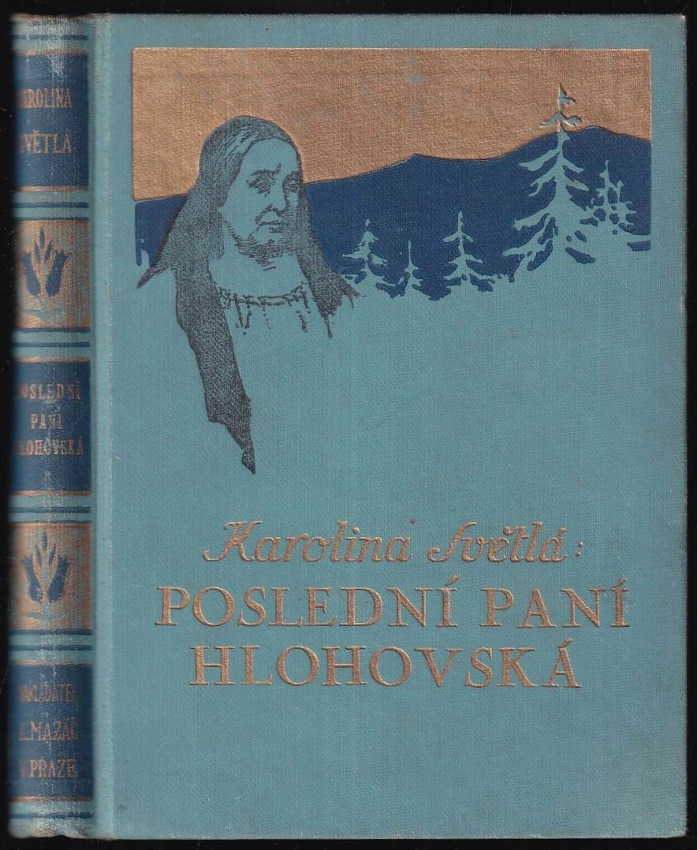 KAROLINA
SVĚTLÁ
POSLEDNÍ
PANÍ
HLOHOVSKÁ
NAKLADATEL
L. MAZÁČ
V PRAZE
Karolina Světlá:
POSLEDNÍ PANÍ
HLOHOVSKÁ